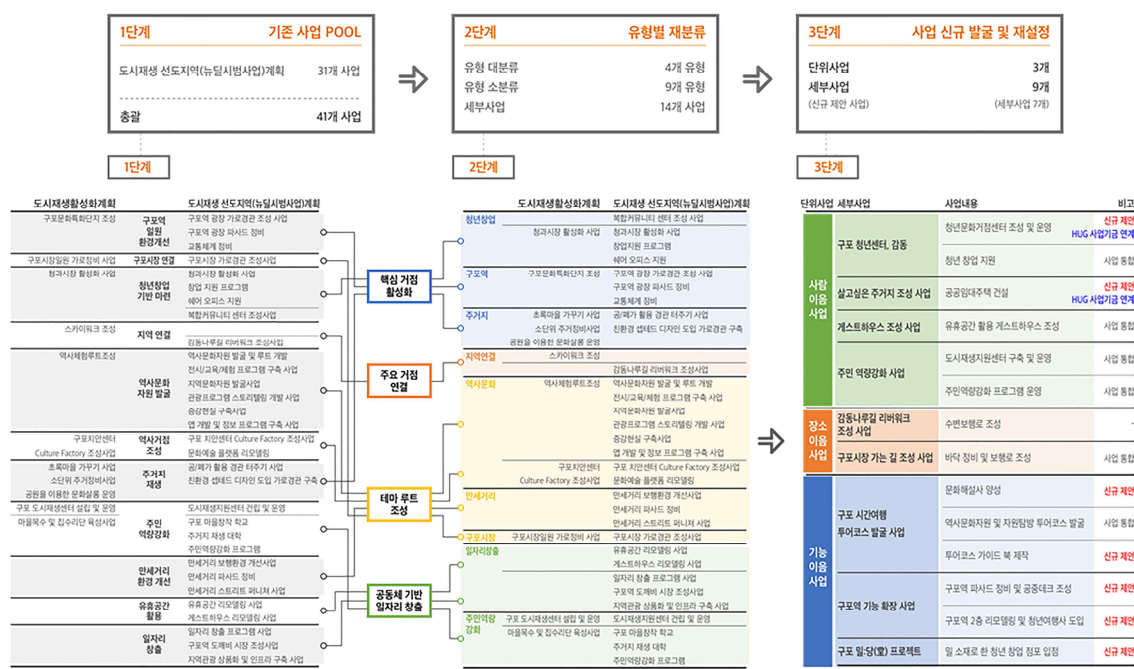 1단계 기존 사업 POOL
도시재생 선도지역(뉴딜시범사업)계획 31개 사업
총괄 41개 사업
2단계 유형별 재분류
유형 대분류 4개 유형
유형 소분류 9개 유형
세부사업 14개 사업
3단계 사업 신규 발굴 및 재설정
단위사업 3개
세부사업 9개
(신규 제안 사업) (세부사업 7개)
1단계
2단계
3단계
도시재생활성화계획 도시재생 선도지역(뉴딜시범사업)계획
구포문화특화단지 조성 구포역 일원 환경개선 구포역 광장 가로경관 조성 사업
구포역 광장 파사드 정비
교통체계 정비
구포시장일원 가로정비 사업 구포시장 연결 구포시장 가로경관 조성사업
청과시장 활성화 사업 청년창업 기반 마련 청과시장 활성화 사업
창업 지원 프로그램
쉐어 오피스 지원
복합커뮤니티 센터 조성사업
스카이워크 조성 지역 연결
감동나루길 리버워크 조성사업
역사체험루트조성 역사문화 자원 발굴 역사문화자원 발굴 및 루트 개발
전시/교육/체험 프로그램 구축 사업
지역문화자원 발굴사업
관광프로그램 스토리텔링 개발 사업
증강현실 구축사업
앱 개발 및 정보 프로그램 구축 사업
구포치안센터 역사거점 조성 구포 치안센터 Culture Factory 조성사업
Culture Factory 조성사업 문화예술 플랫폼 리모델링
초록마을 가꾸기 사업 주거지 재생 공/폐가 활용 경관 터주기 사업
소단위 주거정비사업 친환경 셉테드 디자인 도입 가로경관 구축
공원을 이용한 문화살롱 운영
구포 도시재생센터 설립 및 운영 주민 역량강화 도시재생지원센터 건립 및 운영
마을목수 및 집수리단 육성사업 구포 마을창작 학교
주거지 재생 대학
주민역량강화 프로그램
만세거리 환경 개선 만세거리 보행환경 개선사업
만세거리 파사드 정비
만세거리 스트리트 퍼니쳐 사업
유휴공간 활용 유휴공간 리모델링 사업
게스트하우스 리모델링 사업
일자리 창출 일자리 창출 프로그램 사업
구포역 도깨비 시장 조성사업
지역관광 상품화 및 인프라 구축 사업
핵심 거점
활성화
주요 거점
연결
테마 루트
조성
공동체 기반
일자리 창출
도시재생활성화계획 도시재생 선도지역(뉴딜시범사업)계획
청년창업 복합커뮤니티 센터 조성 사업
청과시장 활성화 사업 청과시장 활성화 사업
창업지원 프로그램
쉐어 오피스 지원
구포역 구포문화특화단지 조성 구포역 광장 가로경관 조성 사업
구포역 광장 파사드 정비
교통체계 정비
주거지 초록마을 가꾸기 사업 공/폐가 활용 경관 터주기 사업
소단위 주거정비사업 친환경 셉테드 디자인 도입 가로경관 구축
공원을 이용한 문화살롱 운영
지역연결 스카이워크 조성
감동나루길 리버워크 조성사업
역사문화 역사체험루트조성 역사문화자원 발굴 및 루트 개발
전시/교육/체험 프로그램 구축 사업
지역문화자원 발굴사업
관광프로그램 스토리텔링 개발 사업
증강현실 구축사업
앱 개발 및 정보 프로그램 구축 사업
구포치안센터 구포 치안센터 Culture Factory 조성사업
Culture Factory 조성사업 문화예술 플랫폼 리모델링
만세거리 만세거리 보행환경 개선사업
만세거리 파사드 정비
만세거리 스트리트 퍼니쳐 사업
구포시장 구포시장일원 가로정비 사업 구포시장 가로경관 조성사업
일자리창출 유휴공간 리모델링 사업
게스트하우스 리모델링 사업
일자리 창출 프로그램 사업
구포역 도깨비 시장 조성사업
지역관광 상품화 및 인프라 구축 사업
주민역량 강화 구포 도시재생센터 설립 및 운영 도시재생지원센터 건립 및 운영
마을목수 및 집수리단 육성사업 구포 마을창작 학교
주거지 재생 대학
주민역량강화 프로그램
단위사업 세부사업 사업내용 비고
사람 이음 사업
구포 청년센터, 감동 청년문화거점센터 조성 및 운영 신규 제안 HUG 사업기금 연계
청년 창업 지원 사업 통합
살고싶은 주거지 조성 사업 공공임대주택 건설 신규 제안 HUG 사업기금 연계
게스트하우스 조성 사업 유휴공간 활용 게스트하우스 조성 사업 통합
주민 역량강화 사업 도시재생지원센터 구축 및 운영 사업 통합
주민역량강화 프로그램 운영 사업 통합
장소 이음 사업
감동나루길 리버워크 조성 사업 수변보행로 조성 -
구포시장 가는 길 조성 사업 바닥 정비 및 보행로 조성 사업 통합
기능 이음 사업
구포 시간여행 투어코스 발굴 사업 문화해설사 양성 신규 제안
역사문화자원 및 자원탐방 투어코스 발굴 사업 통합
투어코스 가이드 북 제작 신규 제안
구포역 기능 확장 사업 구포역 파사드 정비 및 공중데크 조성 신규 제안
구포역 2층 리모델링 및 청년여행사 도입 신규 제안
구포 일·당(堂) 프로젝트 일 소재로 한 청년 창업 점포 입점 신규 제안